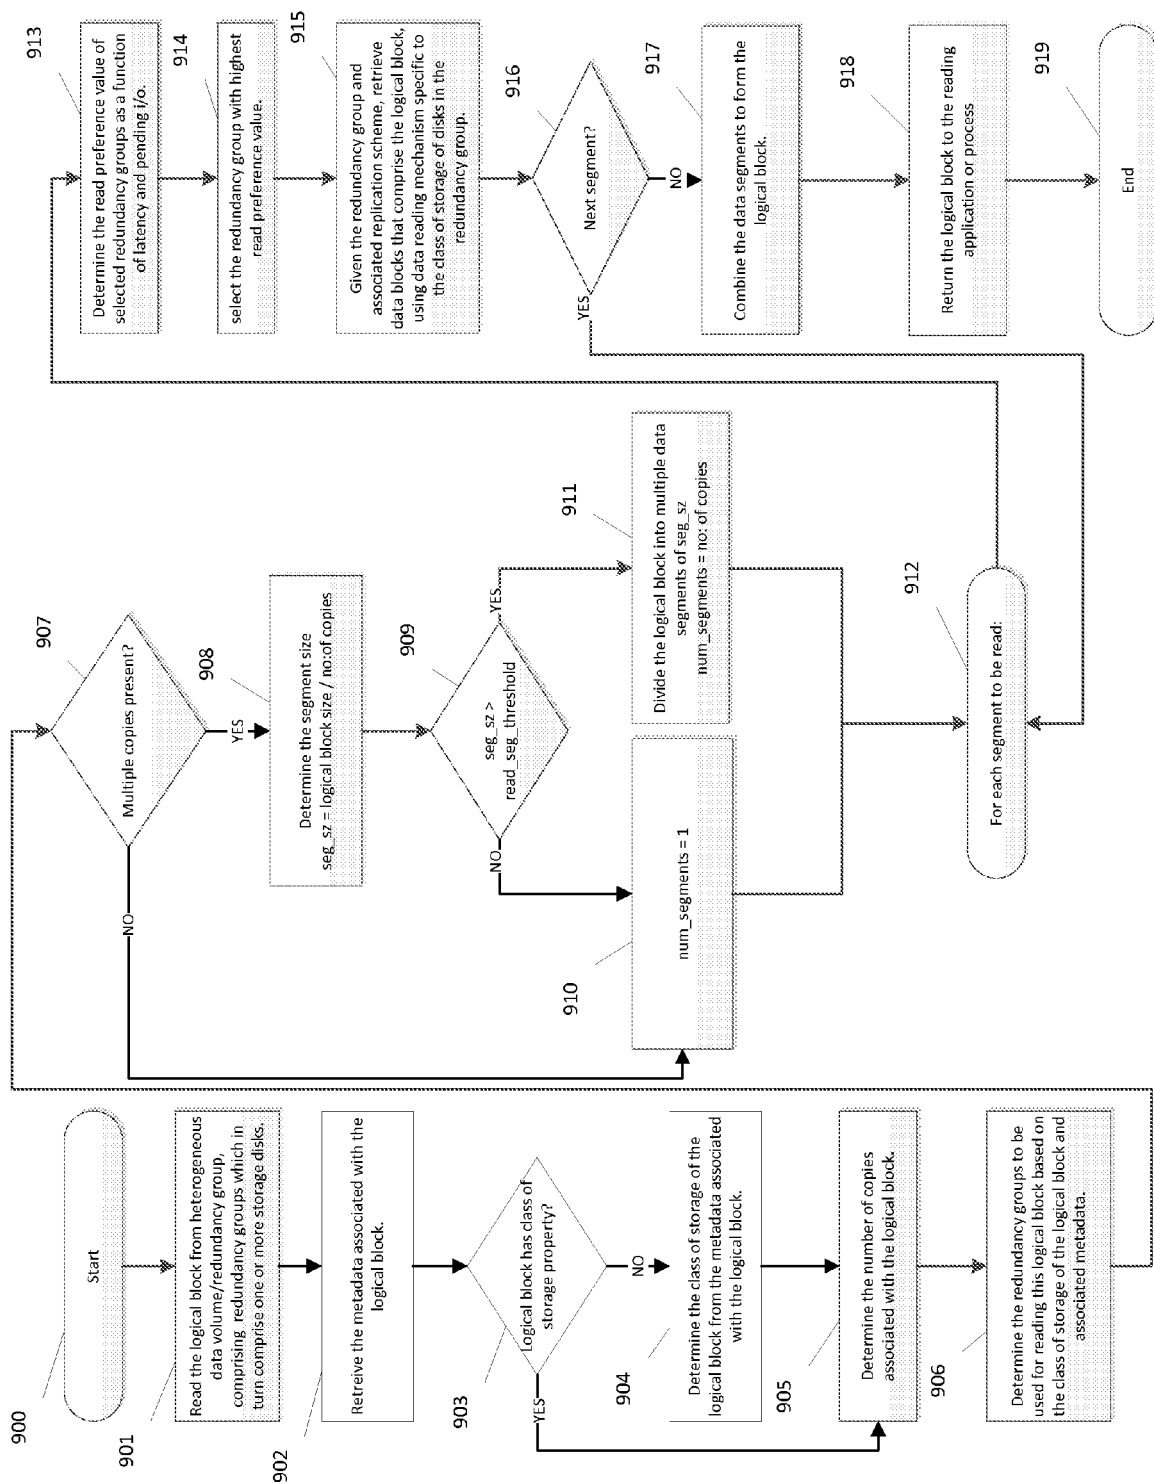 900
Start
901
Read the logical block from heterogeneous
data volume/redundancy group,
comprising redundancy groups which in
turn comprise one or more storage disks.
902
Retreive the metadata associated with the
logical block.
903
Logical block has class of
storage property?
YES
NO
904
Determine the class of storage of the
logical block from the metadata associated
with the logical block.
905
Determine the number of copies
associated with the logical block.
906
Determine the redundancy groups to be
used for reading this logical block based on
the class of storage of the logical block and
associated metadata.
907
Multiple copies present?
NO
YES
908
Determine the segment size
seg_sz = logical block size / no:of copies
909
seg_sz >
read_seg_threshold
NO
YES
910
num_segments = 1
911
Divide the logical block into multiple data
segments of seg_sz
num_segments = no: of copies
912
For each segment to be read:
913
Determine the read preference value of
selected redundancy groups as a function
of latency and pending i/o.
914
select the redundancy group with highest
read preference value.
915
Given the redundancy group and
associated replication scheme, retrieve
data blocks that comprise the logical block,
using data reading mechanism specific to
the class of storage of disks in the
redundancy group.
916
Next segment?
YES
NO
917
Combine the data segments to form the
logical block.
918
Return the logical block to the reading
application or process
919
End